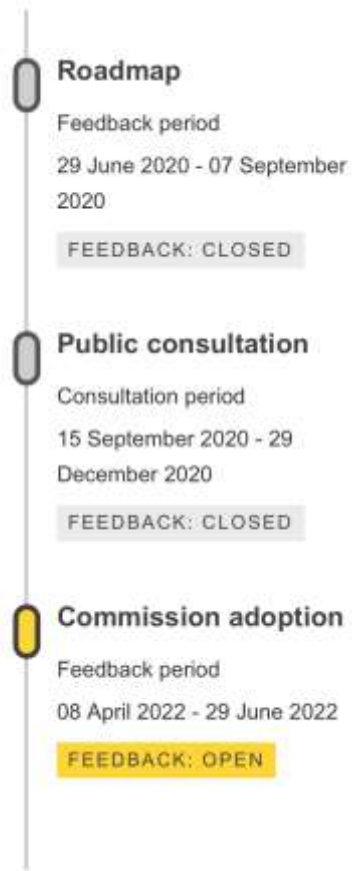 Roadmap
Feedback period
29 June 2020 - 07 September
2020
FEEDBACK: CLOSED
Public consultation
Consultation period
15 September 2020 - 29
December 2020
FEEDBACK: CLOSED
Commission adoption
Feedback period
08 April 2022 - 29 June 2022
FEEDBACK: OPEN